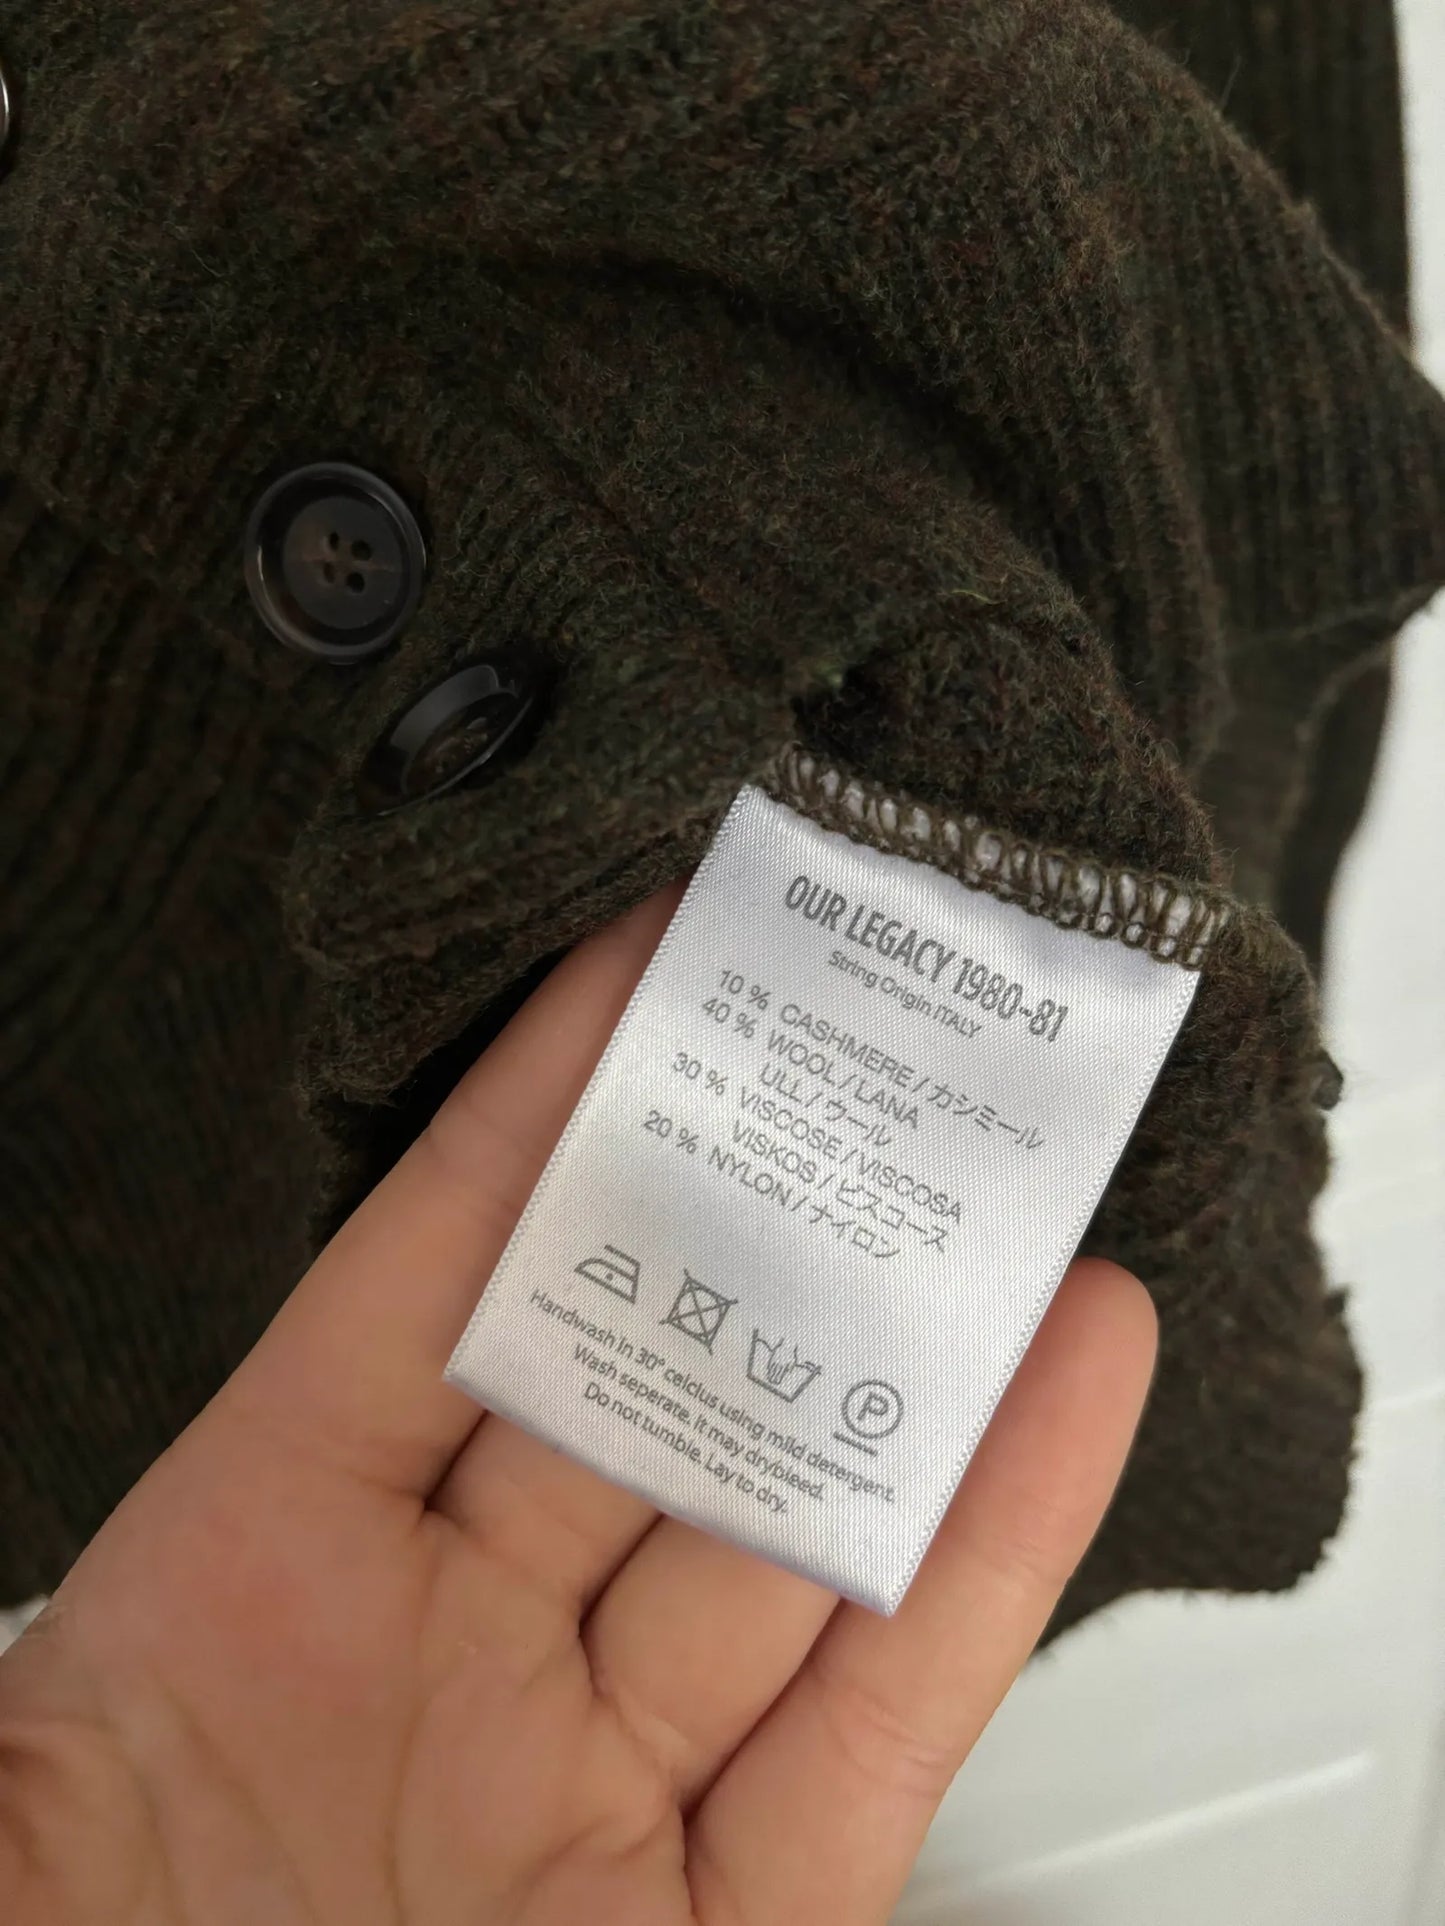 OUR LEGACY 1980-81
String Origin ITALY
10 % CASHMERE / カシミール
40 % WOOL / LANA
ULL / ウール
30 % VISCOSE / VISCOSA
VISKOS / ビスコース
20 % NYLON / ナイロン
P
Handwash in 30° celcius using mild detergent.
Wash seperate. It may drybleed.
Do not tumble. Lay to dry.